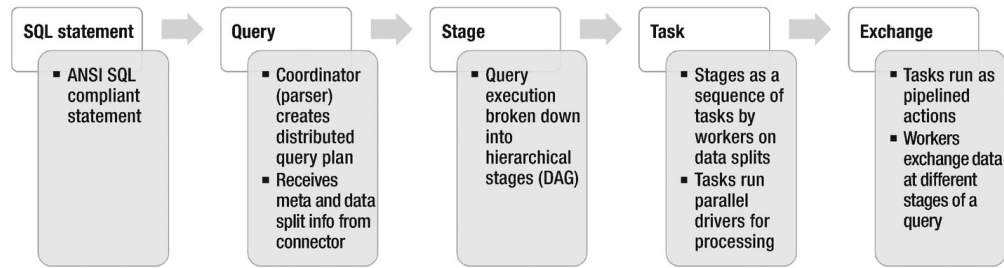 SQL statement
▪ ANSI SQL
compliant
statement
Query
▪ Coordinator
(parser)
creates
distributed
query plan
▪ Receives
meta and data
split info from
connector
Stage
▪ Query
execution
broken down
into
hierarchical
stages (DAG)
Task
▪ Stages as a
sequence of
tasks by
workers on
data splits
▪ Tasks run
parallel
drivers for
processing
Exchange
▪ Tasks run as
pipelined
actions
▪ Workers
exchange data
at different
stages of a
query